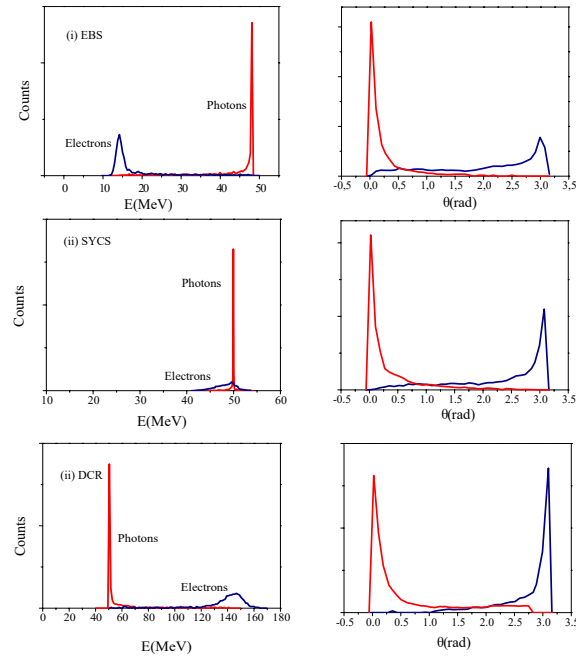 (i) EBS
Photons
Electrons
Counts
0 10 20 30 40 50
E(MeV)
-0.5 0.0 0.5 1.0 1.5 2.0 2.5 3.0 3.5
θ(rad)
(ii) SYCS
Photons
Electrons
Counts
10 20 30 40 50 60
E(MeV)
-0.5 0.0 0.5 1.0 1.5 2.0 2.5 3.0 3.5
θ(rad)
(ii) DCR
Photons
Electrons
Counts
0 20 40 60 80 100 120 140 160 180
E(MeV)
-0.5 0.0 0.5 1.0 1.5 2.0 2.5 3.0 3.5
θ(rad)